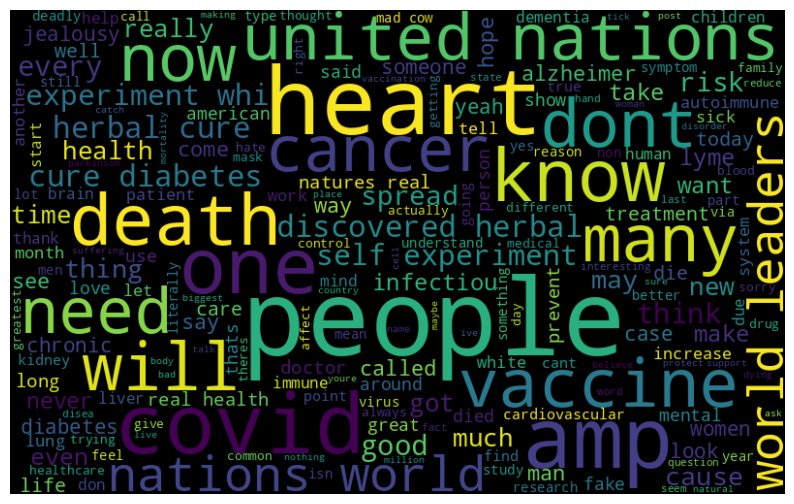 deadly help call type thought mad cow dementia post children
jealousy really now united nations
every well someone hope alzheimer risk symptom family
another still said right vaccination getting show state true take hand reduce
experiment whi american yeah tell yes woman autoimmune
start catch herbal cure mortality heart dont sick disorder today
health come hate mask reason non human lyme
parkinson cancer know blood
cure diabetes natures real person want last part
lot brain patient work place going different treatment via
time actually way spread
death discovered herbal many system
thank use control understand medical
month men suffering self experiment cell may die interesting
thing one country mind infectiou sure
see love let literally biggest something prevent better new sorry due drug
greatest need care affect name maybe day ive people case think make
say mean
chronic thats theres doctor called white cant increase world leaders
kidney body talk immune around youre believe protect support dying
long bad will point vaccine
never liver real health virus got word
disea always died cardiovascular mental women ask
diabetes give covid great fact good much amp look question year
lung trying live
even feel common nothing find man cause
healthcare isn million study
life don nations world research fake seem natural